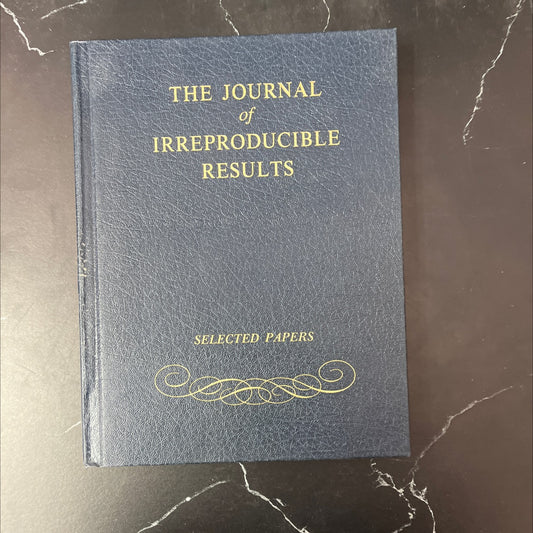 THE JOURNAL
of
IRREPRODUCIBLE
RESULTS
SELECTED PAPERS